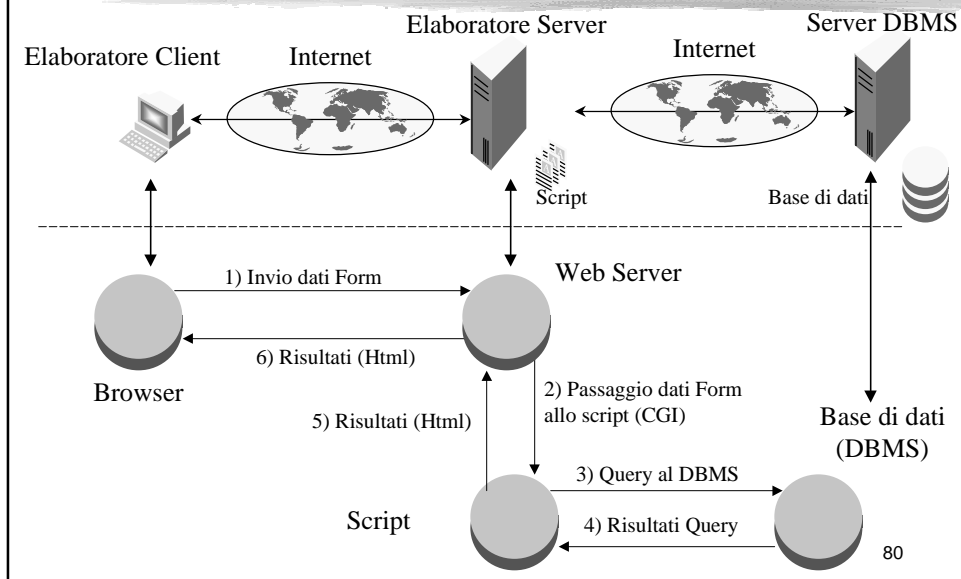 Elaboratore Server
Server DBMS
Elaboratore Client
Internet
Internet
Script
Base di dati
Web Server
1) Invio dati Form
6) Risultati (Html)
Browser
2) Passaggio dati Form
allo script (CGI)
5) Risultati (Html)
Base di dati
(DBMS)
3) Query al DBMS
Script
4) Risultati Query
80